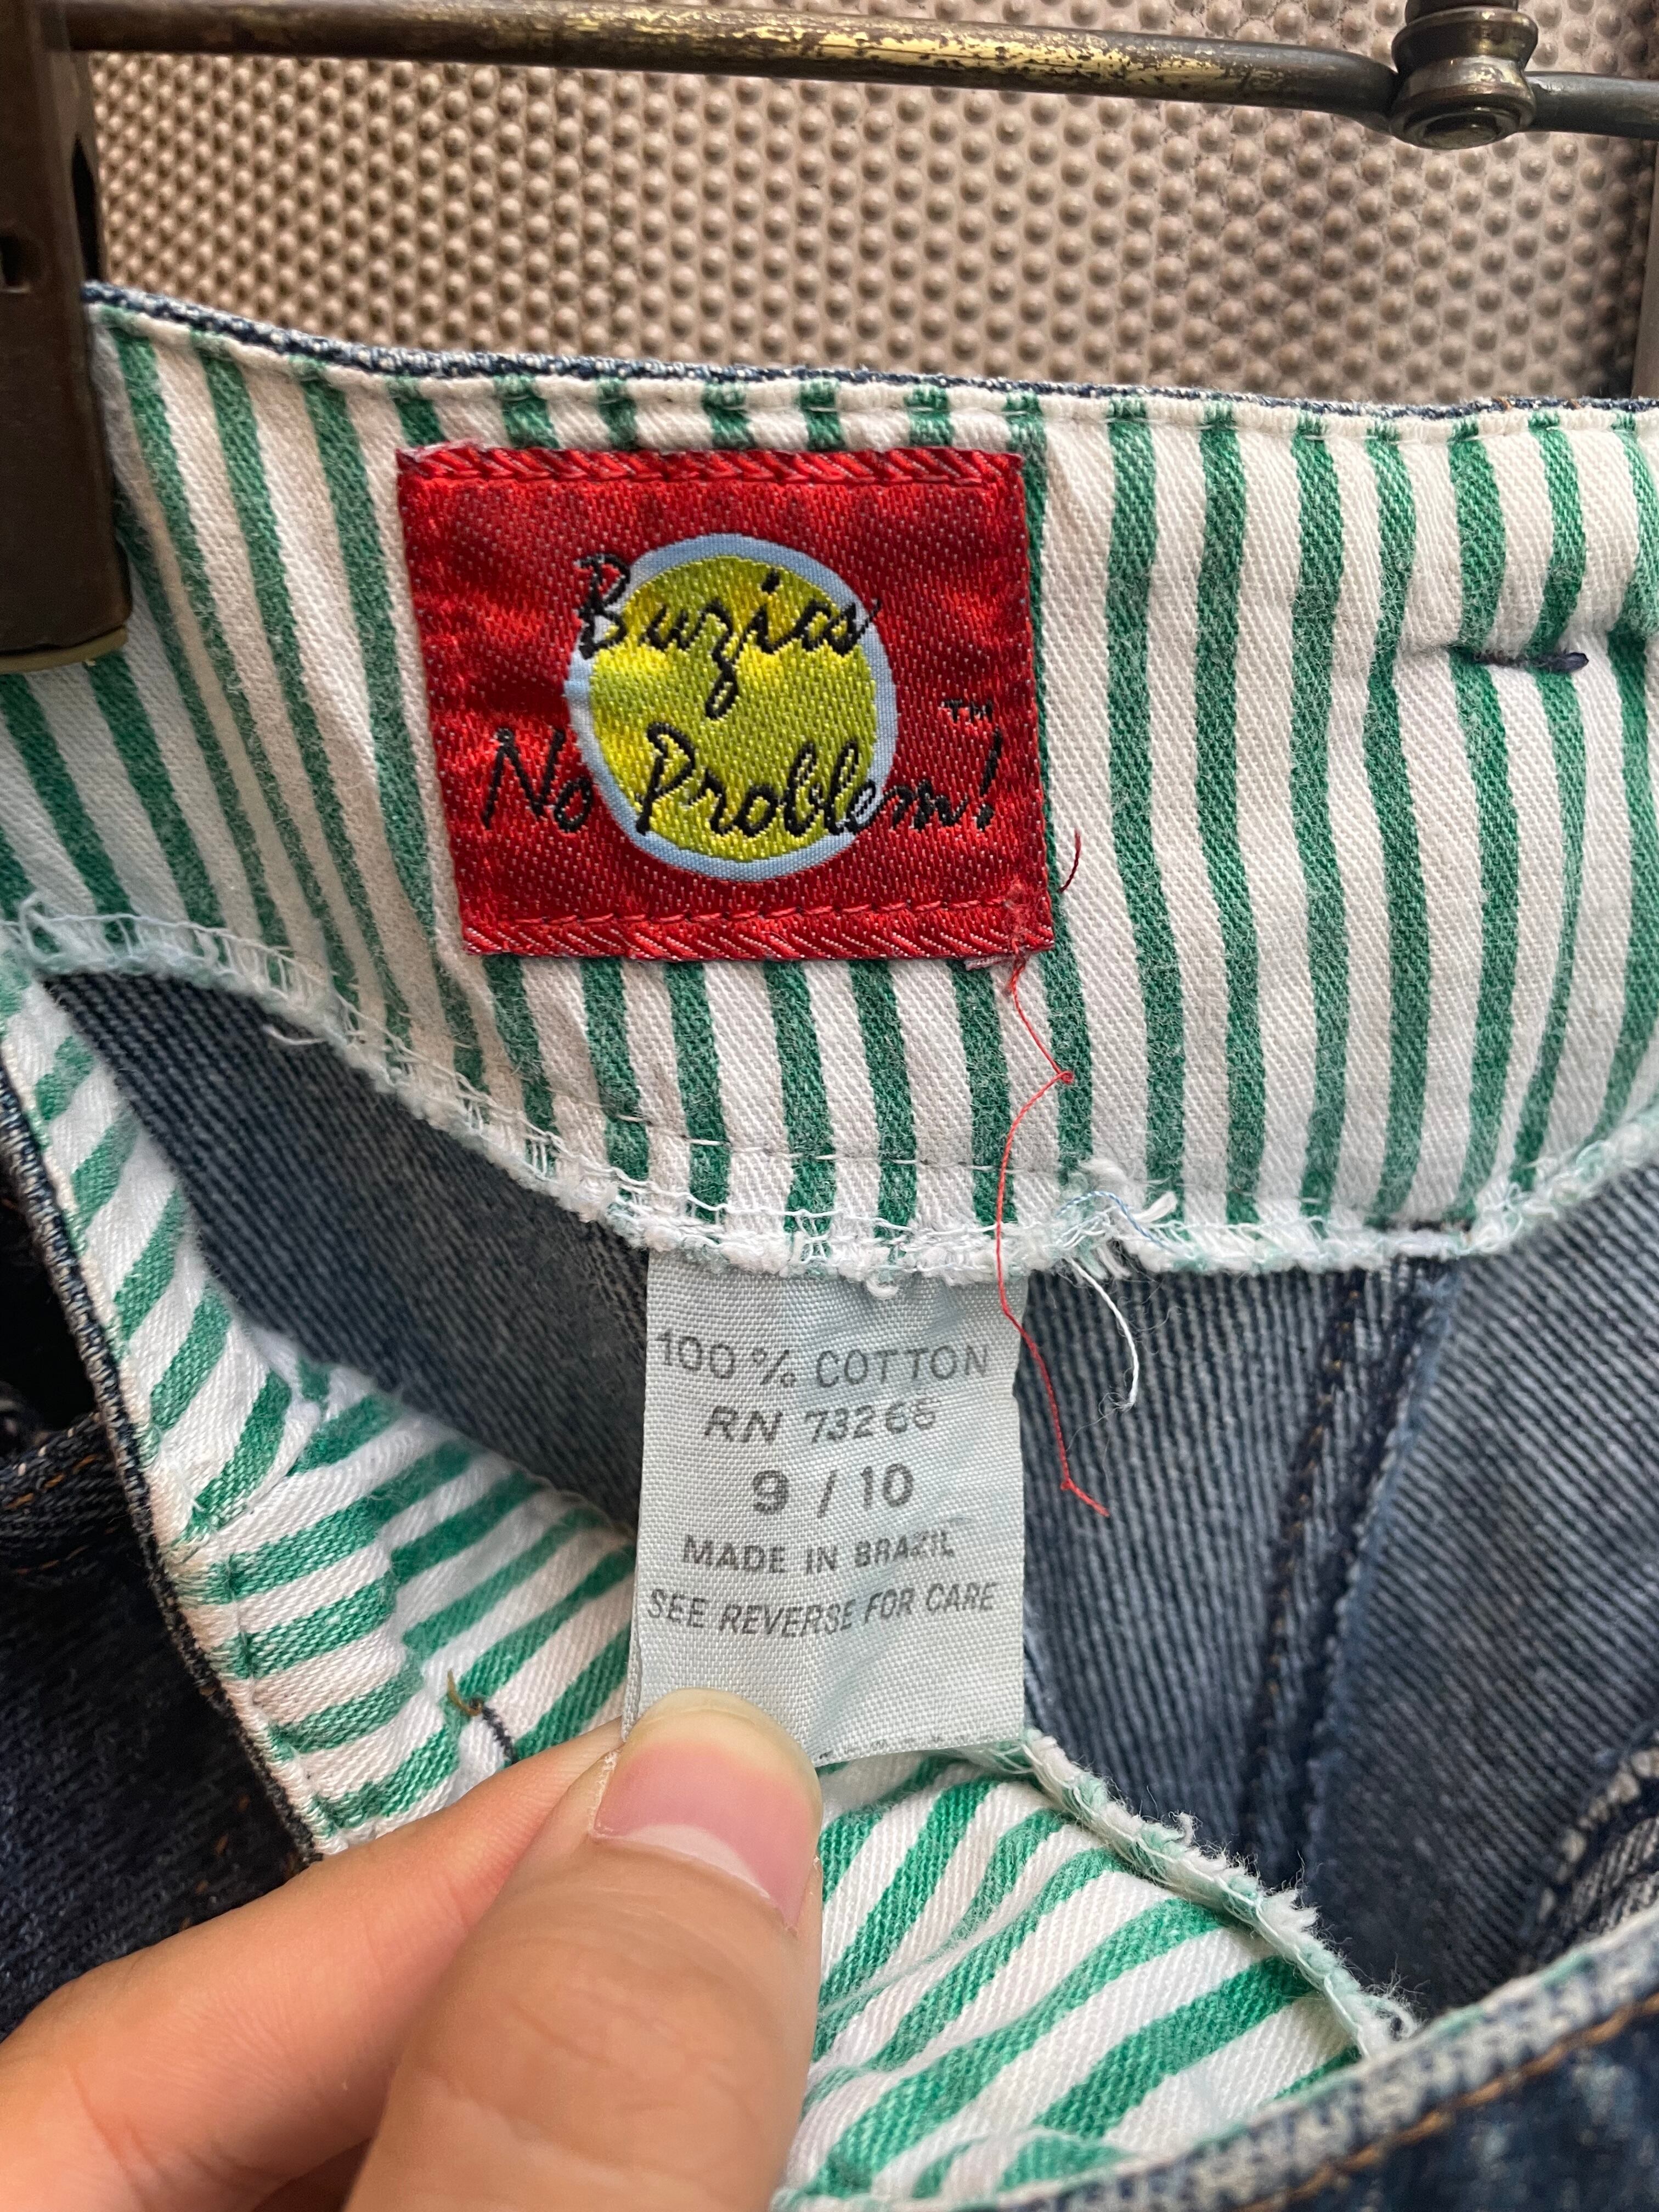 Buzios
No Problem!™
100% COTTON
RN 73266
9 / 10
MADE IN BRAZIL
SEE REVERSE FOR CARE